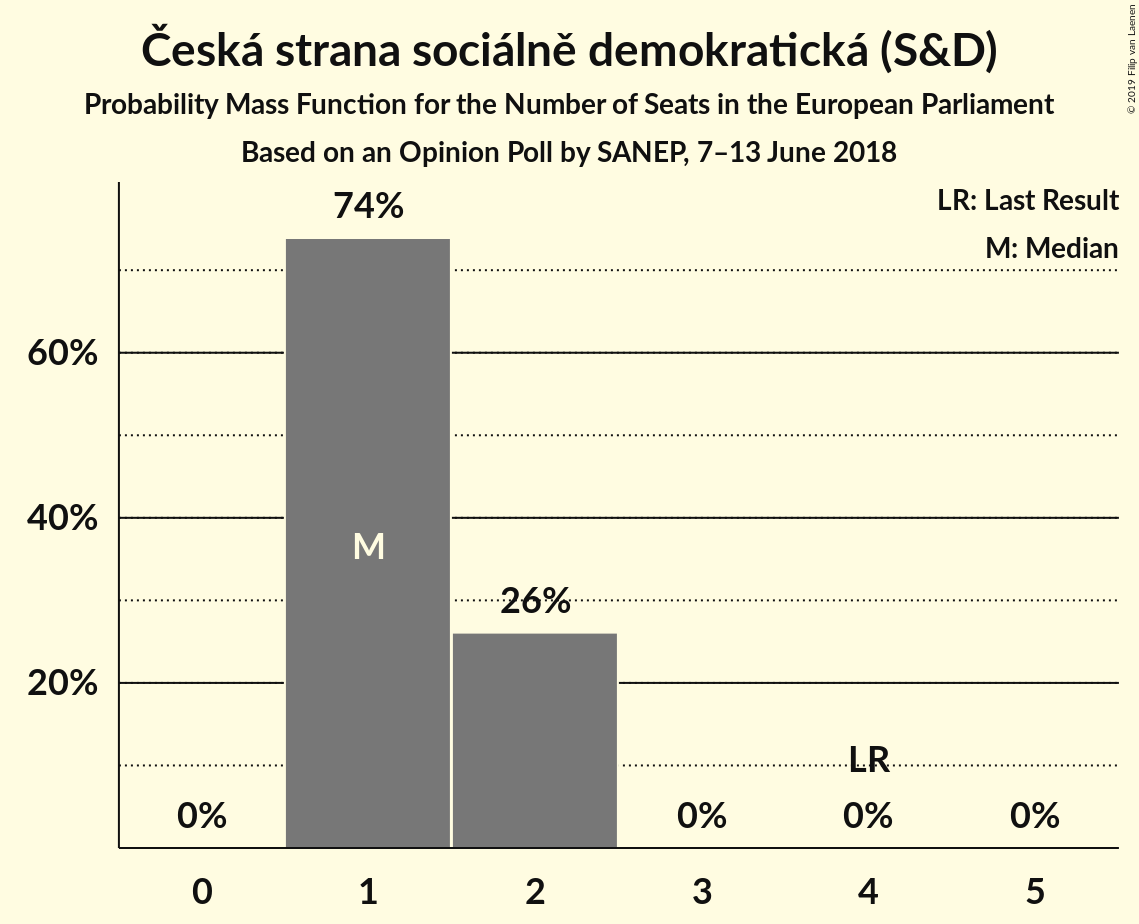 Česká strana sociálně demokratická (S&D)
Probability Mass Function for the Number of Seats in the European Parliament
Based on an Opinion Poll by SANEP, 7–13 June 2018
© 2019 Filip van Laenen
LR: Last Result
M: Median
74%
60%
40%
M
26%
20%
LR
0%
0%
0%
0%
0
1
2
3
4
5